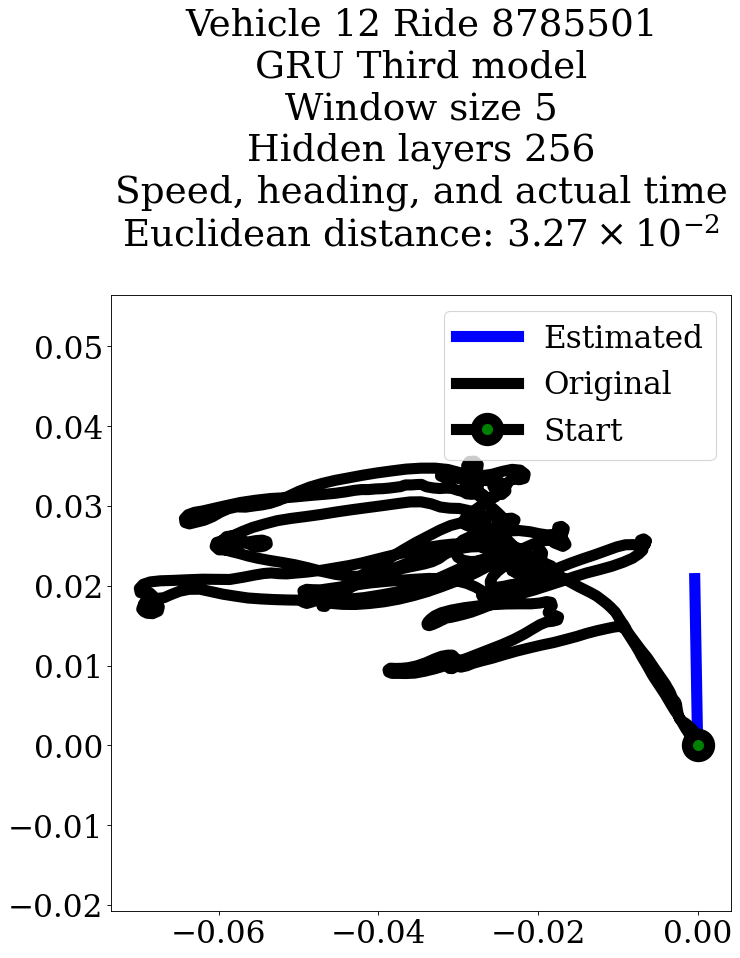 Vehicle 12 Ride 8785501
GRU Third model
Window size 5
Hidden layers 256
Speed, heading, and actual time
Euclidean distance: 3.27 × 10⁻²
Estimated
Original
Start
0.05
0.04
0.03
0.02
0.01
0.00
−0.01
−0.02
−0.06
−0.04
−0.02
0.00